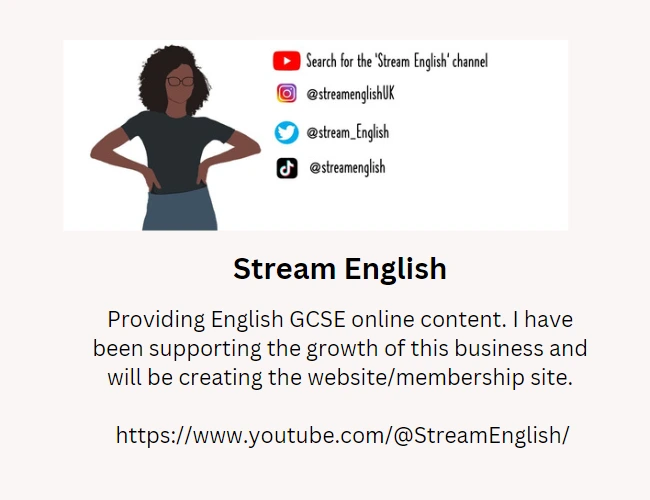 Search for the 'Stream English' channel
@streamenglishUK
@stream_English
@streamenglish
Stream English
Providing English GCSE online content. I have
been supporting the growth of this business and
will be creating the website/membership site.
https://www.youtube.com/@StreamEnglish/